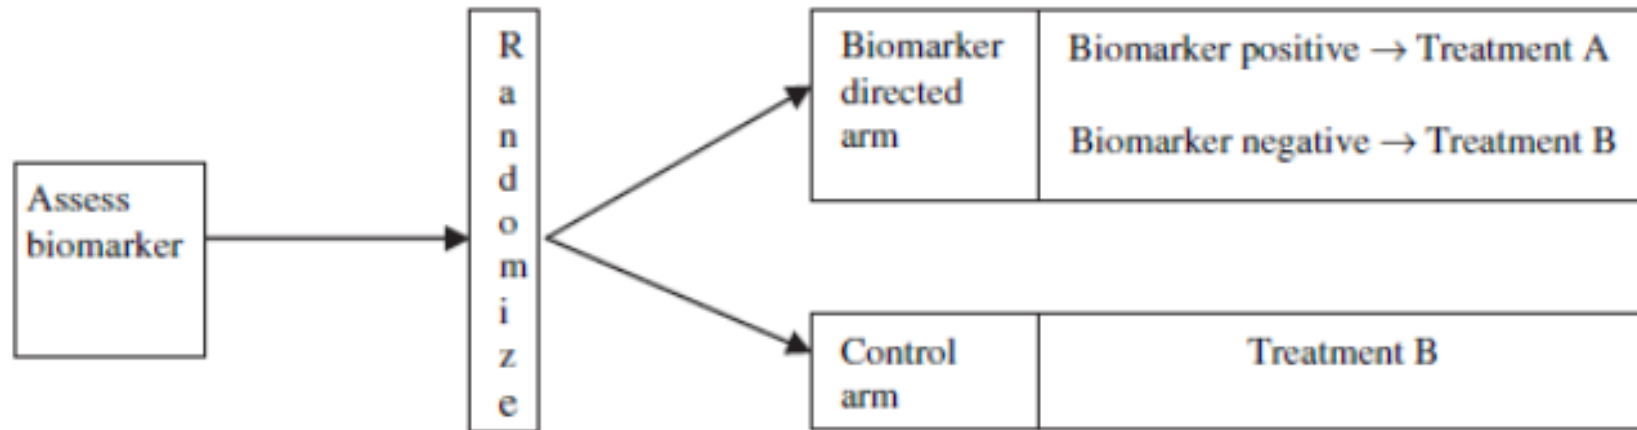 Assess
biomarker
R
a
n
d
o
m
i
z
e
Biomarker
directed
arm
Biomarker positive → Treatment A
Biomarker negative → Treatment B
Control
arm
Treatment B